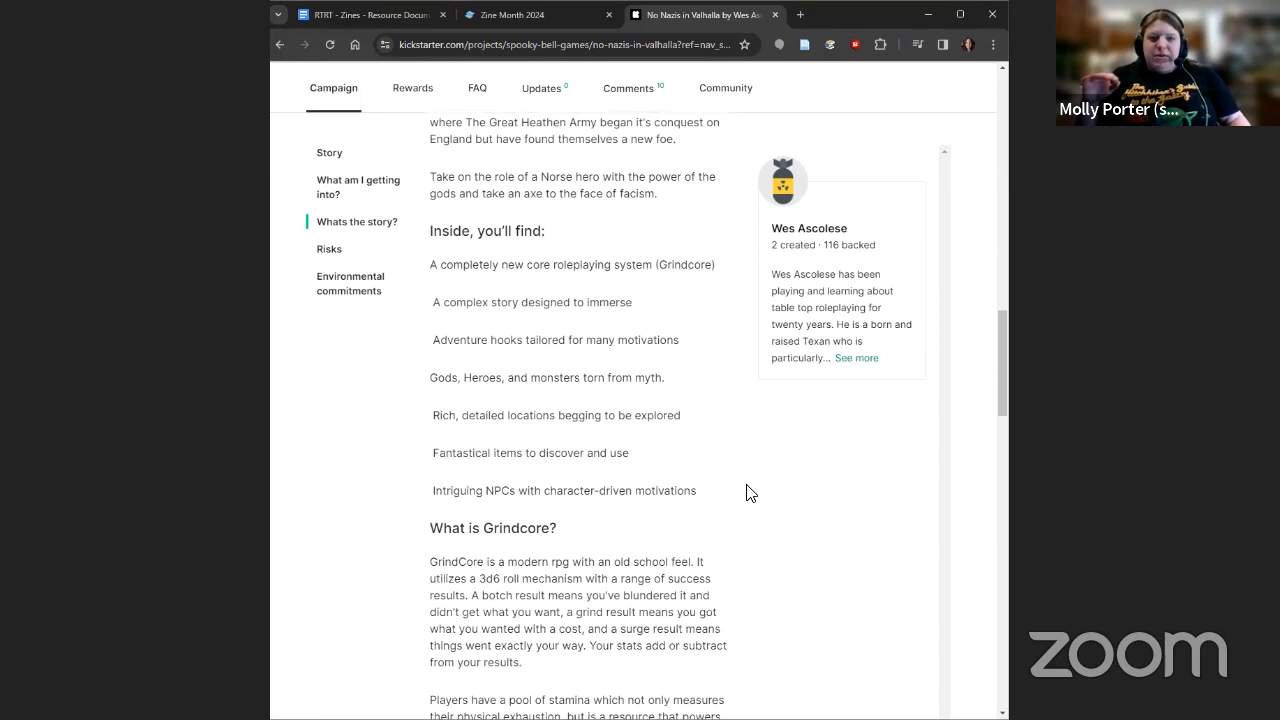 RTRT - Zines - Resource Docum
Zine Month 2024
No Nazis in Valhalla by Wes As
kickstarter.com/projects/spooky-bell-games/no-nazis-in-valhalla?ref=nav_s...
Campaign
Rewards
FAQ
Updates 0
Comments 10
Community
Story
What am I getting
into?
Whats the story?
Risks
Environmental
commitments
where The Great Heathen Army began it's conquest on
England but have found themselves a new foe.
Take on the role of a Norse hero with the power of the
gods and take an axe to the face of facism.
Inside, you'll find:
A completely new core roleplaying system (Grindcore)
A complex story designed to immerse
Adventure hooks tailored for many motivations
Gods, Heroes, and monsters torn from myth.
Rich, detailed locations begging to be explored
Fantastical items to discover and use
Intriguing NPCs with character-driven motivations
What is Grindcore?
GrindCore is a modern rpg with an old school feel. It
utilizes a 3d6 roll mechanism with a range of success
results. A botch result means you've blundered it and
didn't get what you want, a grind result means you got
what you wanted with a cost, and a surge result means
things went exactly your way. Your stats add or subtract
from your results.
Players have a pool of stamina which not only measures
their physical exhaustion, but is a resource that powers
Wes Ascolese
2 created · 116 backed
Wes Ascolese has been
playing and learning about
table top roleplaying for
twenty years. He is a born and
raised Texan who is
particularly... See more
Molly Porter (s...
zoom